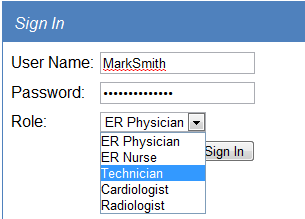 Sign In
User Name: MarkSmith
Password: ••••••••••••••
Role: ER Physician
ER Physician
ER Nurse
Technician
Cardiologist
Radiologist
Sign In